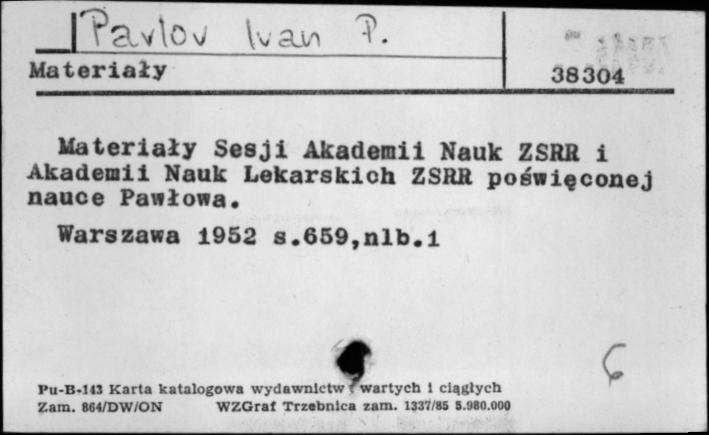 Pavlov Ivan P.
Materiały
38304
Materiały Sesji Akademii Nauk ZSRR i
Akademii Nauk Lekarskich ZSRR poświęconej
nauce Pawłowa.
Warszawa 1952 s.659,nlb.1
6
Pu-B-143 Karta katalogowa wydawnictw wartych i ciągłych
Zam. 864/DW/ON WZGraf Trzebnica zam. 1337/85 5.980.000